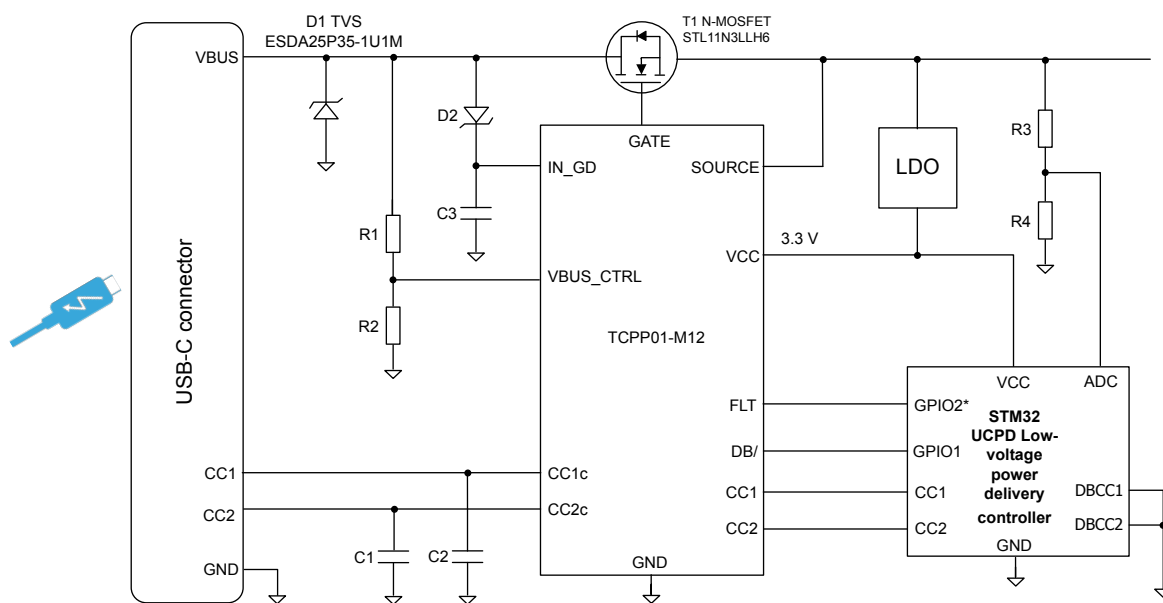 D1 TVS
ESDA25P35-1U1M
T1 N-MOSFET
STL11N3LLH6
VBUS
D2
GATE
R3
IN_GD
SOURCE
LDO
C3
R4
R1
3.3 V
VCC
VBUS_CTRL
R2
TCPP01-M12
USB-C connector
VCC
ADC
FLT
GPIO2*
STM32
UCPD Low-
voltage
power
delivery
controller
DB/
GPIO1
CC1
CC1c
CC1
CC1
DBCC1
CC2
CC2c
CC2
CC2
DBCC2
C1
C2
GND
GND
GND